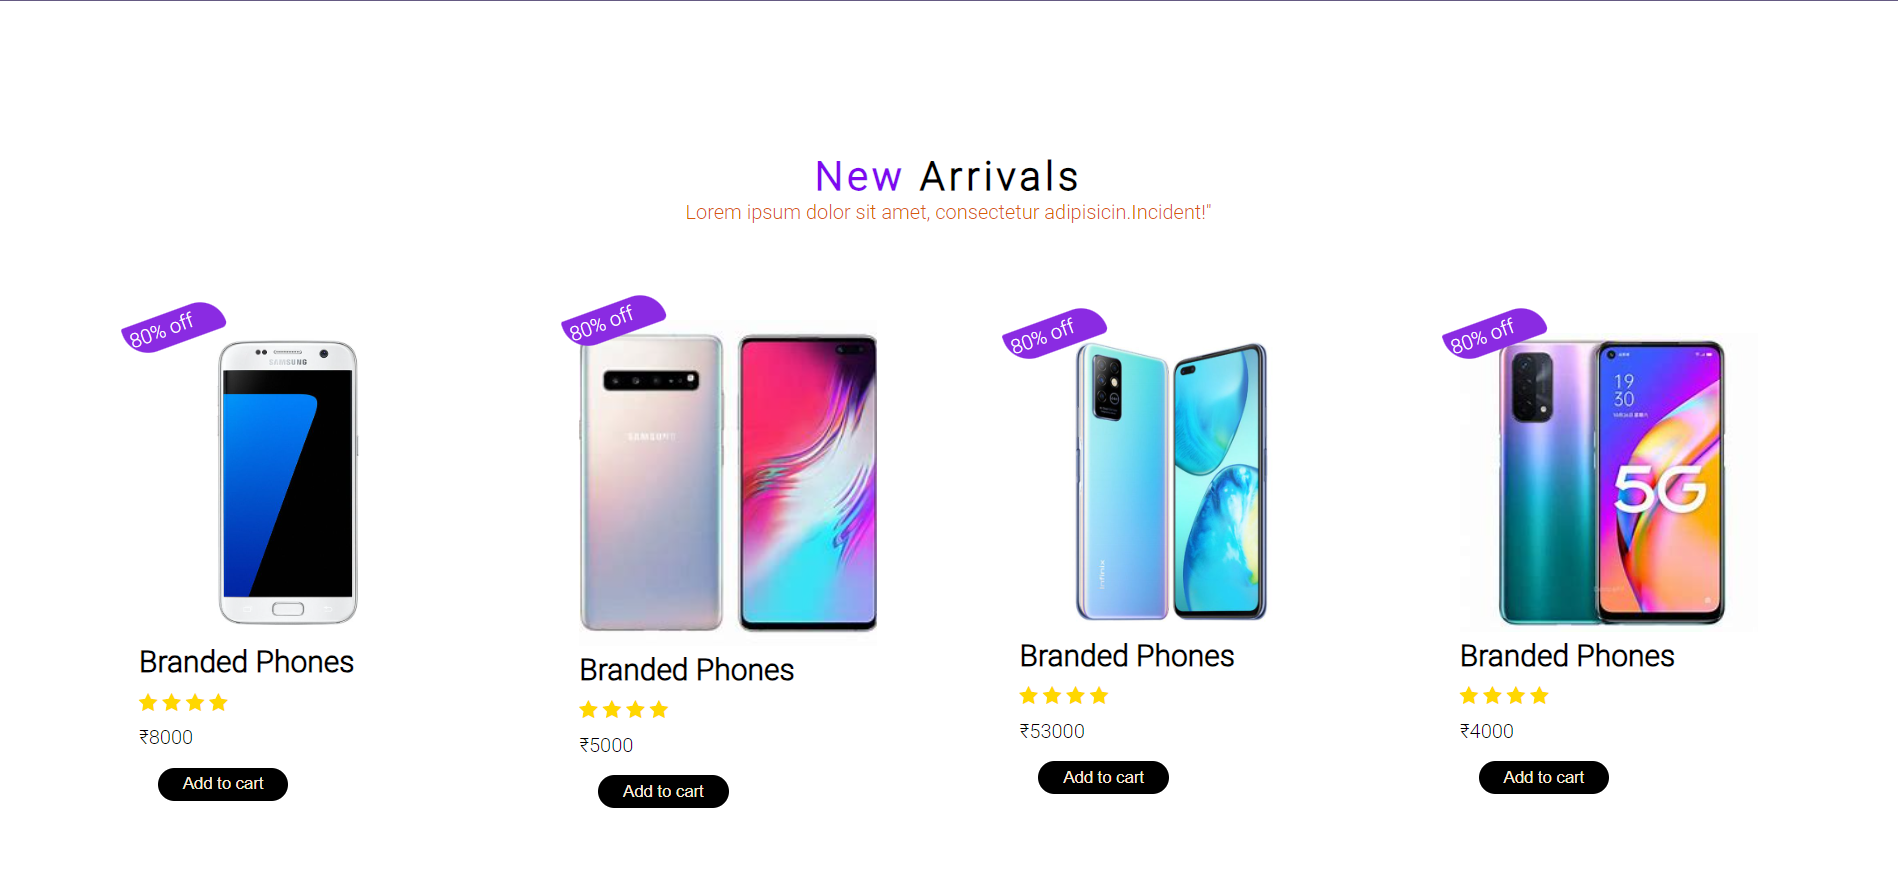 New Arrivals
Lorem ipsum dolor sit amet, consectetur adipisicin.Incident!"
80% off
SAMSUNG
Branded Phones
₹8000
Add to cart
80% off
SAMSUNG
Branded Phones
₹5000
Add to cart
80% off
Infinix
Branded Phones
₹53000
Add to cart
80% off
19
30
5G
Branded Phones
₹4000
Add to cart